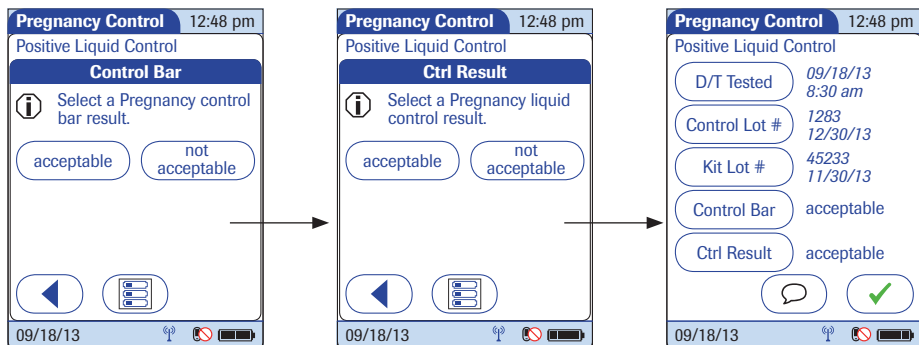 Pregnancy Control 12:48 pm
Positive Liquid Control
Control Bar
Select a Pregnancy control
bar result.
acceptable
not
acceptable
09/18/13
Pregnancy Control 12:48 pm
Positive Liquid Control
Ctrl Result
Select a Pregnancy liquid
control result.
acceptable
not
acceptable
09/18/13
Pregnancy Control 12:48 pm
Positive Liquid Control
D/T Tested
09/18/13
8:30 am
Control Lot #
1283
12/30/13
Kit Lot #
45233
11/30/13
Control Bar
acceptable
Ctrl Result
acceptable
09/18/13